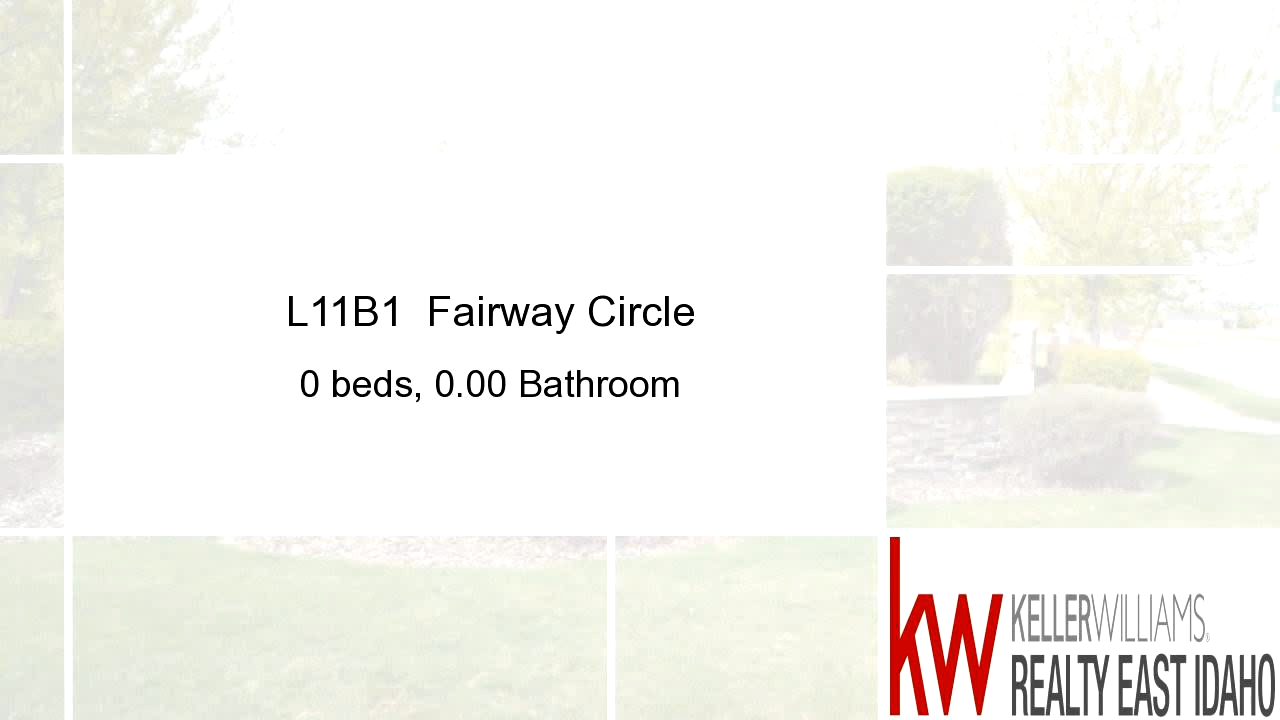 L11B1  Fairway Circle
0 beds, 0.00 Bathroom
kw KELLERWILLIAMS®
REALTY EAST IDAHO